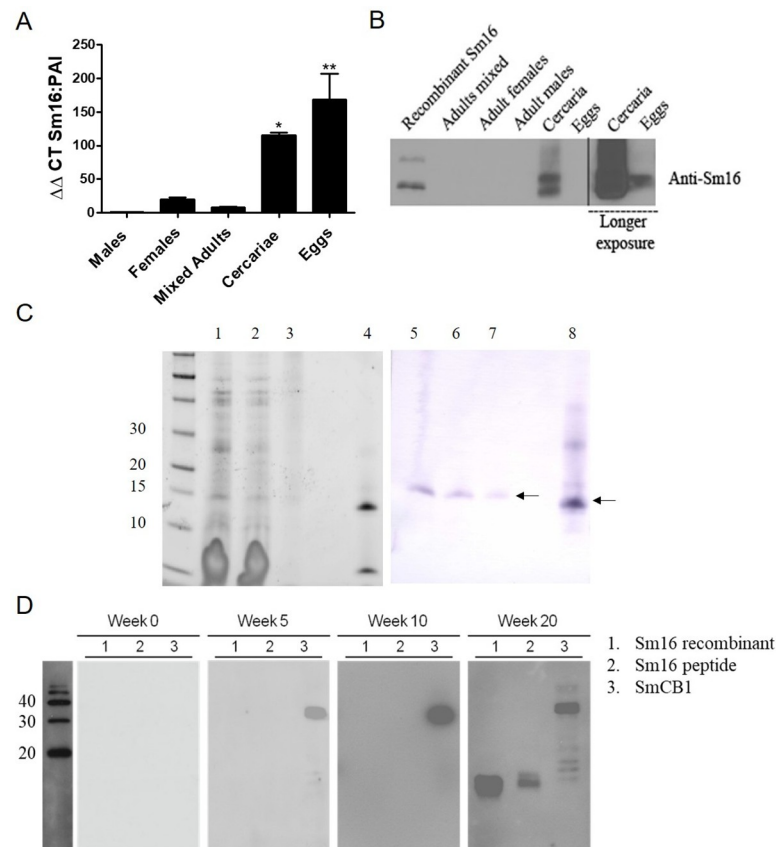 A
ΔΔ CT Sm16:PAI
250
200
150
100
50
0
*
**
Males
Females
Mixed Adults
Cercariae
Eggs
B
Recombinant Sm16
Adults mixed
Adult females
Adult males
Cercaria
Eggs
Cercaria
Eggs
Anti-Sm16
Longer
exposure
C
1 2 3 4 5 6 7 8
30
20
15
10
D
Week 0 Week 5 Week 10 Week 20
1 2 3 1 2 3 1 2 3 1 2 3
40
30
20
1. Sm16 recombinant
2. Sm16 peptide
3. SmCB1